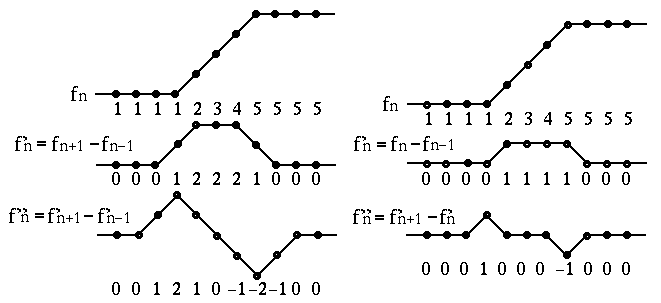 fn
1 1 1 1 2 3 4 5 5 5 5
f'n = fn+1 −fn-1
0 0 0 1 2 2 2 1 0 0 0
f''n = f'n+1 −f'n-1
0 0 1 2 1 0 −1 −2 −1 0 0
fn
1 1 1 1 2 3 4 5 5 5 5
f'n = fn −fn-1
0 0 0 0 1 1 1 1 0 0 0
f''n = f'n+1 −f'n
0 0 0 1 0 0 0 −1 0 0 0